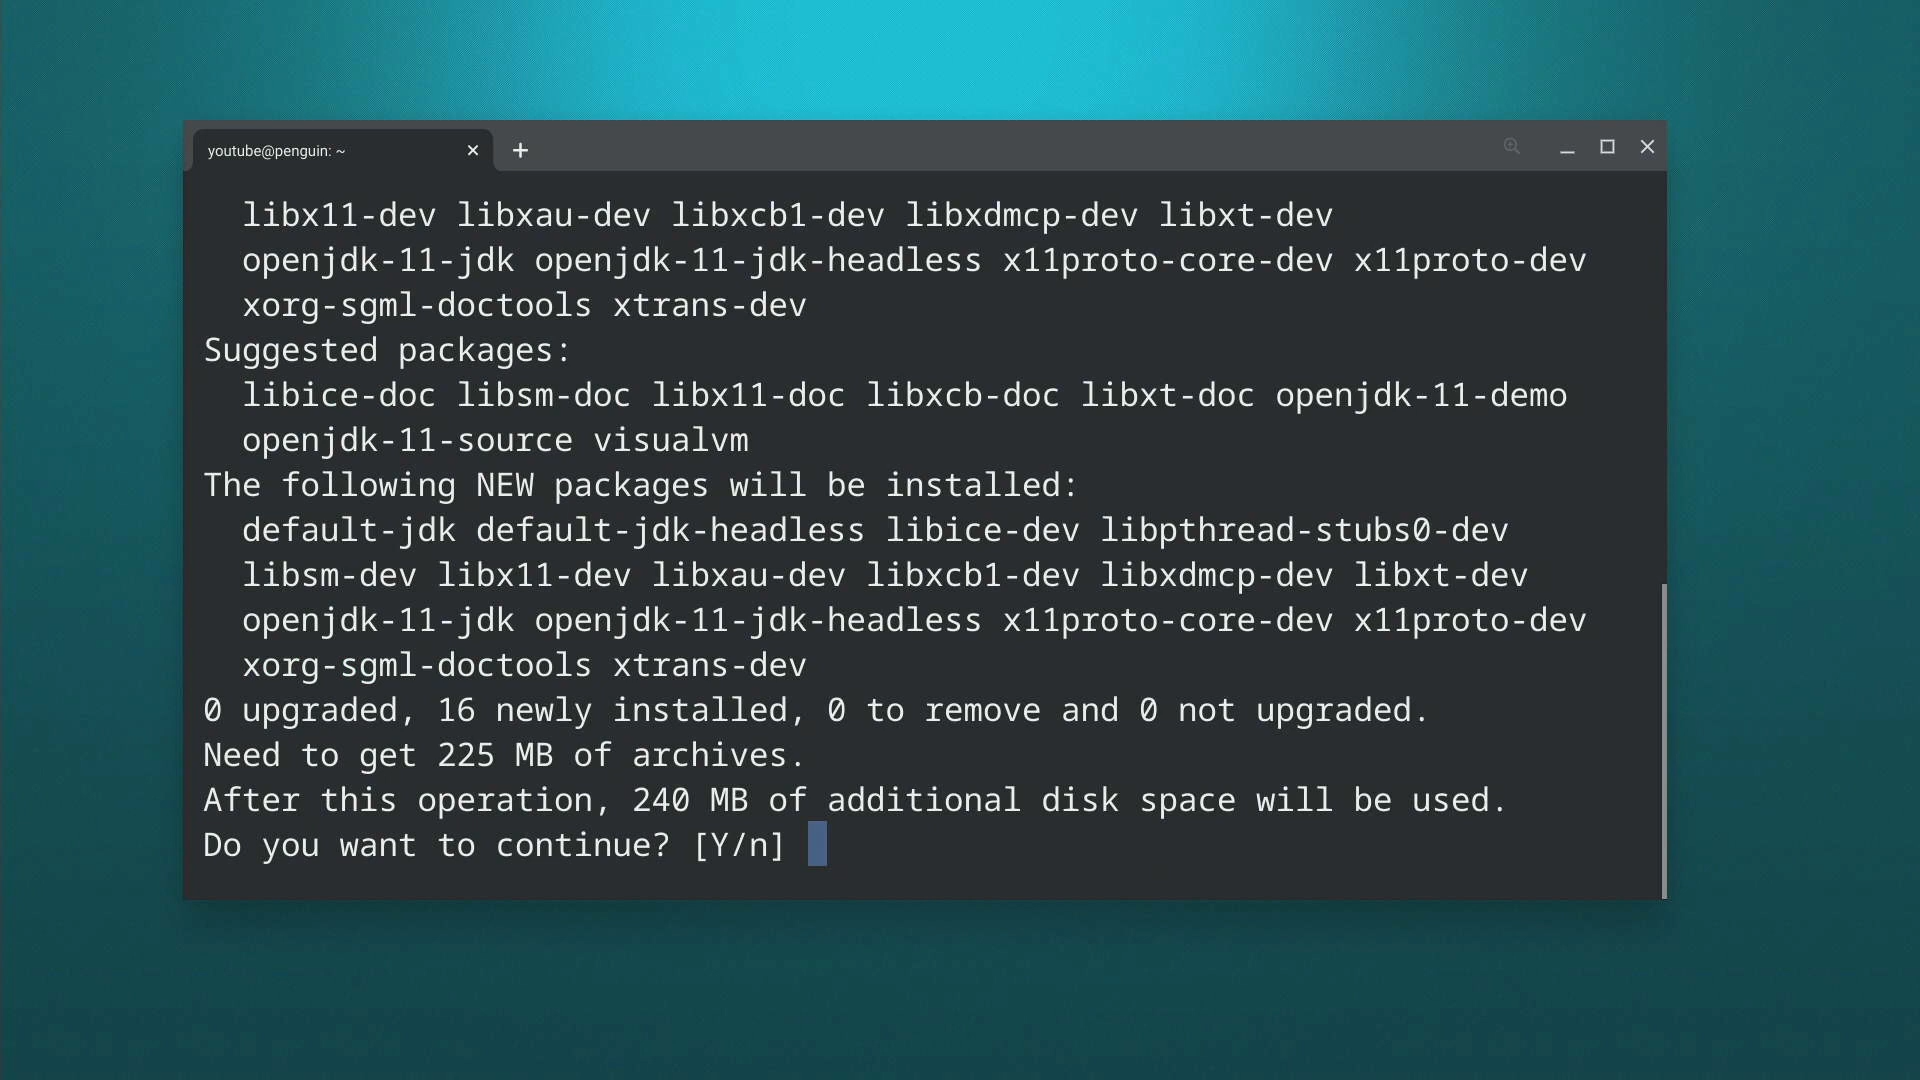 youtube@penguin: ~
libx11-dev libxau-dev libxcb1-dev libxdmcp-dev libxt-dev
openjdk-11-jdk openjdk-11-jdk-headless x11proto-core-dev x11proto-dev
xorg-sgml-doctools xtrans-dev
Suggested packages:
libice-doc libsm-doc libx11-doc libxcb-doc libxt-doc openjdk-11-demo
openjdk-11-source visualvm
The following NEW packages will be installed:
default-jdk default-jdk-headless libice-dev libpthread-stubs0-dev
libsm-dev libx11-dev libxau-dev libxcb1-dev libxdmcp-dev libxt-dev
openjdk-11-jdk openjdk-11-jdk-headless x11proto-core-dev x11proto-dev
xorg-sgml-doctools xtrans-dev
0 upgraded, 16 newly installed, 0 to remove and 0 not upgraded.
Need to get 225 MB of archives.
After this operation, 240 MB of additional disk space will be used.
Do you want to continue? [Y/n]